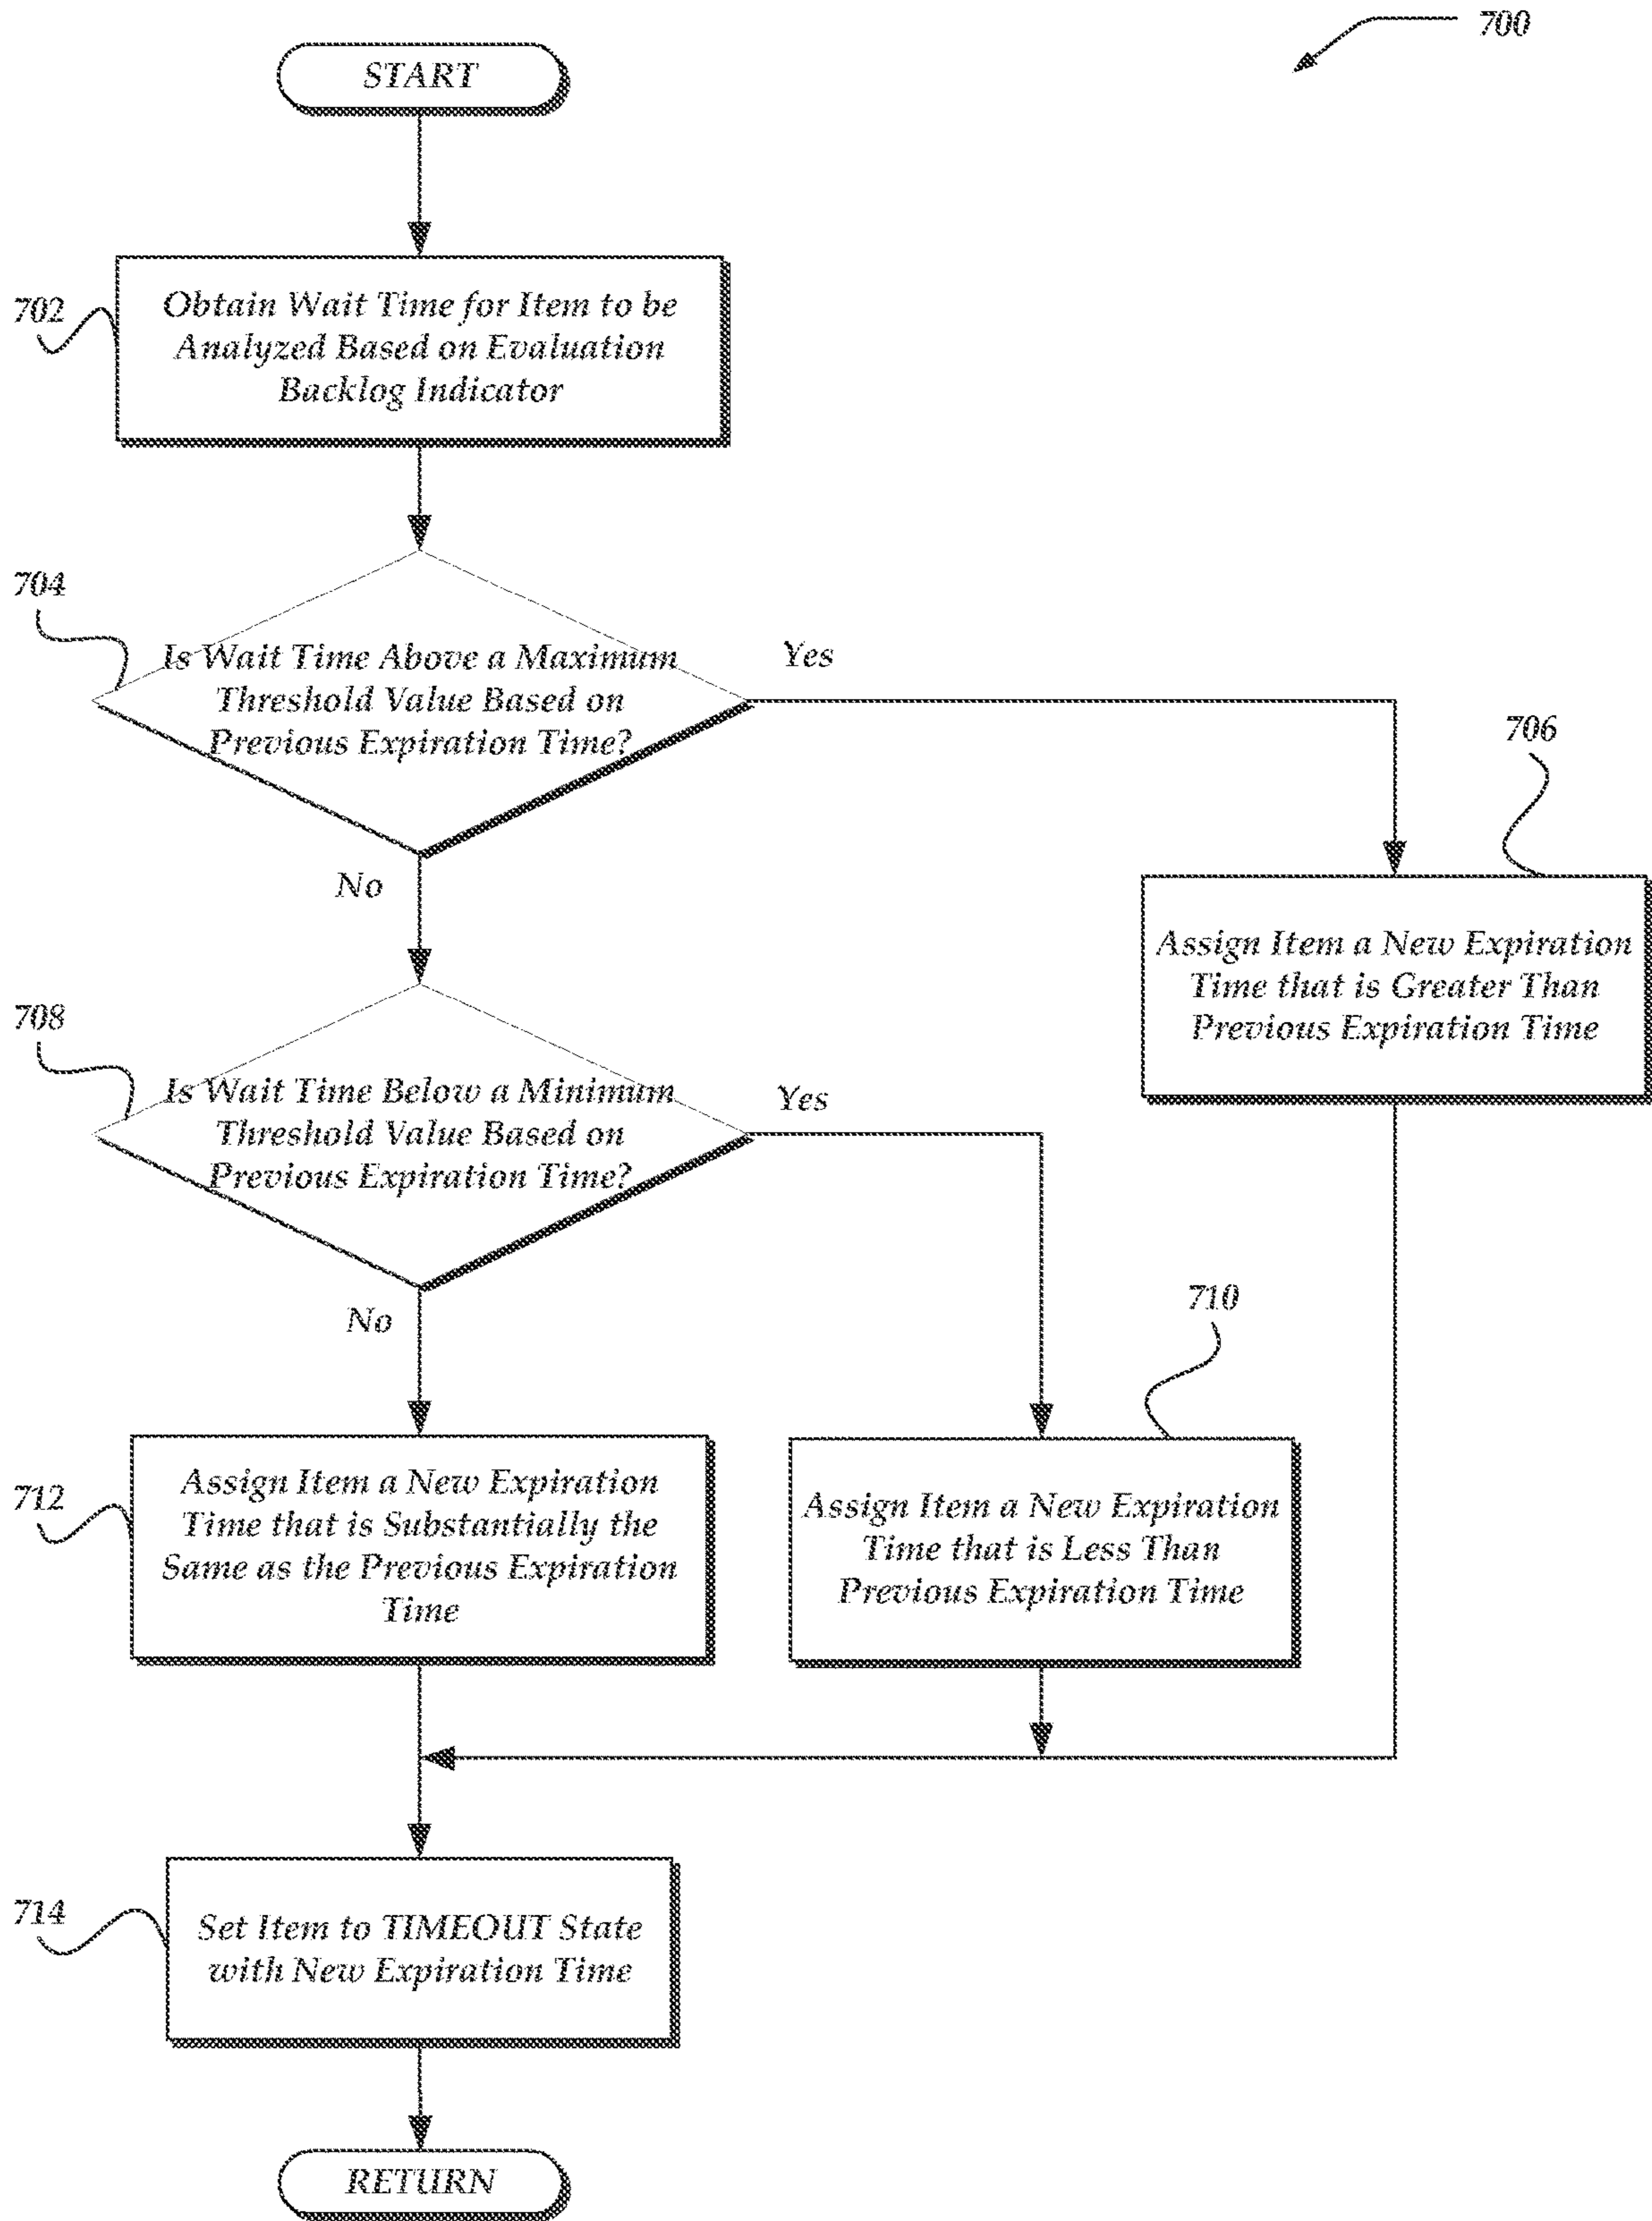 700
START
702
Obtain Wait Time for Item to be
Analyzed Based on Evaluation
Backlog Indicator
704
Is Wait Time Above a Maximum
Threshold Value Based on
Previous Expiration Time?
Yes
No
706
Assign Item a New Expiration
Time that is Greater Than
Previous Expiration Time
708
Is Wait Time Below a Minimum
Threshold Value Based on
Previous Expiration Time?
Yes
No
710
Assign Item a New Expiration
Time that is Less Than
Previous Expiration Time
712
Assign Item a New Expiration
Time that is Substantially the
Same as the Previous Expiration
Time
714
Set Item to TIMEOUT State
with New Expiration Time
RETURN